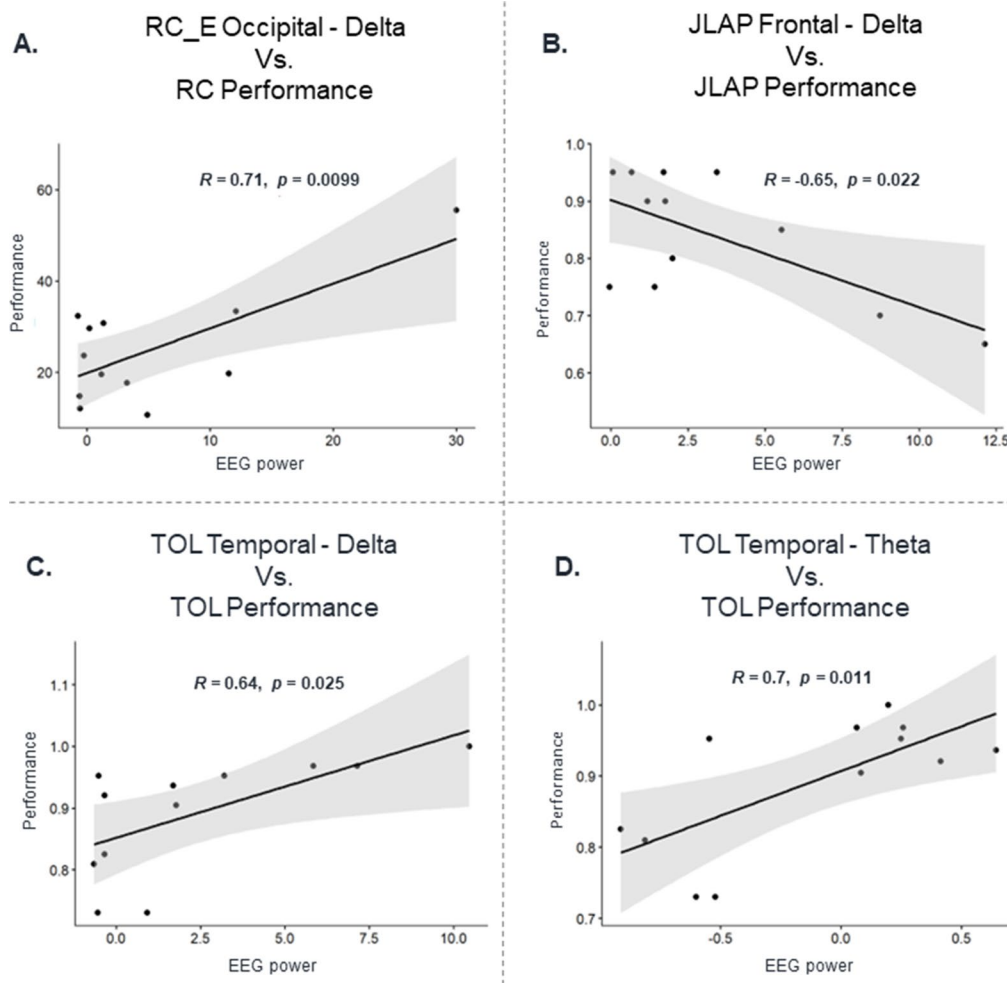 A.
RC_E Occipital - Delta
Vs.
RC Performance
R = 0.71, p = 0.0099
60
40
20
Performance
0
10
20
30
EEG power
B.
JLAP Frontal - Delta
Vs.
JLAP Performance
R = -0.65, p = 0.022
1.0
0.9
0.8
0.7
0.6
Performance
0.0
2.5
5.0
7.5
10.0
12.5
EEG power
C.
TOL Temporal - Delta
Vs.
TOL Performance
R = 0.64, p = 0.025
1.1
1.0
0.9
0.8
Performance
0.0
2.5
5.0
7.5
10.0
EEG power
D.
TOL Temporal - Theta
Vs.
TOL Performance
R = 0.7, p = 0.011
1.0
0.9
0.8
0.7
Performance
-0.5
0.0
0.5
EEG power